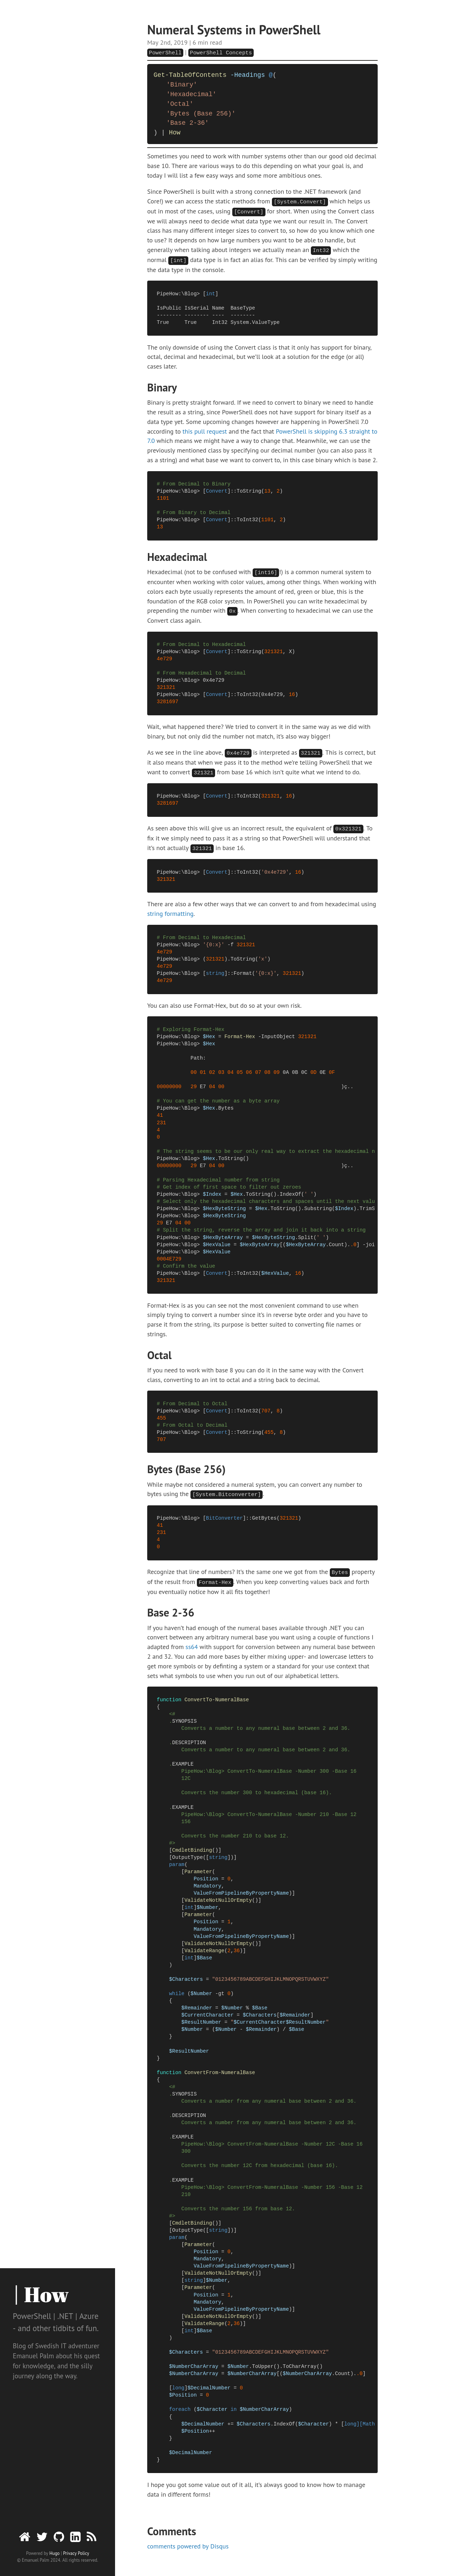 Numeral Systems in PowerShell
May 2nd, 2019 | 6 min read
PowerShell | PowerShell Concepts
Get-TableOfContents -Headings @(
'Binary'
'Hexadecimal'
'Octal'
'Bytes (Base 256)'
'Base 2-36'
) | How
Sometimes you need to work with number systems other than our good old decimal
base 10. There are various ways to do this depending on what your goal is, and
today I will list a few easy ways and some more ambitious ones.
Since PowerShell is built with a strong connection to the .NET framework (and
Core!) we can access the static methods from [System.Convert] which helps us
out in most of the cases, using [Convert] for short. When using the Convert class
we will always need to decide what data type we want our result in. The Convert
class has many different integer sizes to convert to, so how do you know which one
to use? It depends on how large numbers you want to be able to handle, but
generally when talking about integers we actually mean an Int32 which the
normal [int] data type is in fact an alias for. This can be verified by simply writing
the data type in the console.
PipeHow:\Blog> [int]
IsPublic IsSerial Name  BaseType
-------- -------- ----  --------
True     True     Int32 System.ValueType
The only downside of using the Convert class is that it only has support for binary,
octal, decimal and hexadecimal, but we'll look at a solution for the edge (or all)
cases later.
Binary
Binary is pretty straight forward. If we need to convert to binary we need to handle
the result as a string, since PowerShell does not have support for binary itself as a
data type yet. Some upcoming changes however are happening in PowerShell 7.0
according to this pull request and the fact that PowerShell is skipping 6.3 straight to
7.0 which means we might have a way to change that. Meanwhile, we can use the
previously mentioned class by specifying our decimal number (you can also pass it
as a string) and what base we want to convert to, in this case binary which is base 2.
# From Decimal to Binary
PipeHow:\Blog> [Convert]::ToString(13, 2)
1101
# From Binary to Decimal
PipeHow:\Blog> [Convert]::ToInt32(1101, 2)
13
Hexadecimal
Hexadecimal (not to be confused with [int16]!) is a common numeral system to
encounter when working with color values, among other things. When working with
colors each byte usually represents the amount of red, green or blue, this is the
foundation of the RGB color system. In PowerShell you can write hexadecimal by
prepending the number with 0x. When converting to hexadecimal we can use the
Convert class again.
# From Decimal to Hexadecimal
PipeHow:\Blog> [Convert]::ToString(321321, X)
4e729
# From Hexadecimal to Decimal
PipeHow:\Blog> 0x4e729
321321
PipeHow:\Blog> [Convert]::ToInt32(0x4e729, 16)
3281697
Wait, what happened there? We tried to convert it in the same way as we did with
binary, but not only did the number not match, it's also way bigger!
As we see in the line above, 0x4e729 is interpreted as 321321. This is correct, but
it also means that when we pass it to the method we're telling PowerShell that we
want to convert 321321 from base 16 which isn't quite what we intend to do.
PipeHow:\Blog> [Convert]::ToInt32(321321, 16)
3281697
As seen above this will give us an incorrect result, the equivalent of 0x321321. To
fix it we simply need to pass it as a string so that PowerShell will understand that
it's not actually 321321 in base 16.
PipeHow:\Blog> [Convert]::ToInt32('0x4e729', 16)
321321
There are also a few other ways that we can convert to and from hexadecimal using
string formatting.
# From Decimal to Hexadecimal
PipeHow:\Blog> '{0:x}' -f 321321
4e729
PipeHow:\Blog> (321321).ToString('x')
4e729
PipeHow:\Blog> [string]::Format('{0:x}', 321321)
4e729
You can also use Format-Hex, but do so at your own risk.
# Exploring Format-Hex
PipeHow:\Blog> $Hex = Format-Hex -InputObject 321321
PipeHow:\Blog> $Hex
Path:
00 01 02 03 04 05 06 07 08 09 0A 0B 0C 0D 0E 0F
00000000   29 E7 04 00                                      )ç..
# You can get the number as a byte array
PipeHow:\Blog> $Hex.Bytes
41
231
4
0
# The string seems to be our only real way to extract the hexadecimal n
PipeHow:\Blog> $Hex.ToString()
00000000   29 E7 04 00                                      )ç..
# Parsing Hexadecimal number from string
# Get index of first space to filter out zeroes
PipeHow:\Blog> $Index = $Hex.ToString().IndexOf(' ')
# Select only the hexadecimal characters and spaces until the next valu
PipeHow:\Blog> $HexByteString = $Hex.ToString().Substring($Index).TrimS
PipeHow:\Blog> $HexByteString
29 E7 04 00
# Split the string, reverse the array and join it back into a string
PipeHow:\Blog> $HexByteArray = $HexByteString.Split(' ')
PipeHow:\Blog> $HexValue = $HexByteArray[($HexByteArray.Count)..0] -joi
PipeHow:\Blog> $HexValue
0004E729
# Confirm the value
PipeHow:\Blog> [Convert]::ToInt32($HexValue, 16)
321321
Format-Hex is as you can see not the most convenient command to use when
simply trying to convert a number since it's in reverse byte order and you have to
parse it from the string, its purpose is better suited to converting file names or
strings.
Octal
If you need to work with base 8 you can do it in the same way with the Convert
class, converting to an int to octal and a string back to decimal.
# From Decimal to Octal
PipeHow:\Blog> [Convert]::ToInt32(707, 8)
455
# From Octal to Decimal
PipeHow:\Blog> [Convert]::ToString(455, 8)
707
Bytes (Base 256)
While maybe not considered a numeral system, you can convert any number to
bytes using the [System.Bitconverter]
PipeHow:\Blog> [BitConverter]::GetBytes(321321)
41
231
4
0
Recognize that line of numbers? It's the same one we got from the Bytes property
of the result from Format-Hex. When you keep converting values back and forth
you eventually notice how it all fits together!
Base 2-36
If you haven't had enough of the numeral bases available through .NET you can
convert between any arbitrary numeral base you want using a couple of functions I
adapted from ss64 with support for conversion between any numeral base between
2 and 32. You can add more bases by either mixing upper- and lowercase letters to
get more symbols or by defining a system or a standard for your use context that
sets what symbols to use when you run out of our alphabetical letters.
function ConvertTo-NumeralBase
{
<#
.SYNOPSIS
Converts a number to any numeral base between 2 and 36.
.DESCRIPTION
Converts a number to any numeral base between 2 and 36.
.EXAMPLE
PipeHow:\Blog> ConvertTo-NumeralBase -Number 300 -Base 16
12C
Converts the number 300 to hexadecimal (base 16).
.EXAMPLE
PipeHow:\Blog> ConvertTo-NumeralBase -Number 210 -Base 12
156
Converts the number 210 to base 12.
#>
[CmdletBinding()]
[OutputType([string])]
param(
[Parameter(
Position = 0,
Mandatory,
ValueFromPipelineByPropertyName)]
[ValidateNotNullOrEmpty()]
[int]$Number,
[Parameter(
Position = 1,
Mandatory,
ValueFromPipelineByPropertyName)]
[ValidateNotNullOrEmpty()]
[ValidateRange(2,36)]
[int]$Base
)
$Characters = "0123456789ABCDEFGHIJKLMNOPQRSTUVWXYZ"
while ($Number -gt 0)
{
$Remainder = $Number % $Base
$CurrentCharacter = $Characters[$Remainder]
$ResultNumber = "$CurrentCharacter$ResultNumber"
$Number = ($Number - $Remainder) / $Base
}
$ResultNumber
}
function ConvertFrom-NumeralBase
{
<#
.SYNOPSIS
Converts a number from any numeral base between 2 and 36.
.DESCRIPTION
Converts a number from any numeral base between 2 and 36.
.EXAMPLE
PipeHow:\Blog> ConvertFrom-NumeralBase -Number 12C -Base 16
300
Converts the number 12C from hexadecimal (base 16).
.EXAMPLE
PipeHow:\Blog> ConvertFrom-NumeralBase -Number 156 -Base 12
210
Converts the number 156 from base 12.
#>
[CmdletBinding()]
[OutputType([string])]
param(
[Parameter(
Position = 0,
Mandatory,
ValueFromPipelineByPropertyName)]
[ValidateNotNullOrEmpty()]
[string]$Number,
[Parameter(
Position = 1,
Mandatory,
ValueFromPipelineByPropertyName)]
[ValidateNotNullOrEmpty()]
[ValidateRange(2,36)]
[int]$Base
)
$Characters = "0123456789ABCDEFGHIJKLMNOPQRSTUVWXYZ"
$NumberCharArray = $Number.ToUpper().ToCharArray()
$NumberCharArray = $NumberCharArray[($NumberCharArray.Count)..0]
[long]$DecimalNumber = 0
$Position = 0
foreach ($Character in $NumberCharArray)
{
$DecimalNumber += $Characters.IndexOf($Character) * [long][Math
$Position++
}
$DecimalNumber
}
I hope you got some value out of it all, it's always good to know how to manage
data in different forms!
Comments
comments powered by Disqus
| How
PowerShell | .NET | Azure
- and other tidbits of fun.
Blog of Swedish IT adventurer
Emanuel Palm about his quest
for knowledge, and the silly
journey along the way.
Powered by Hugo | Privacy Policy
© Emanuel Palm 2024. All rights reserved.